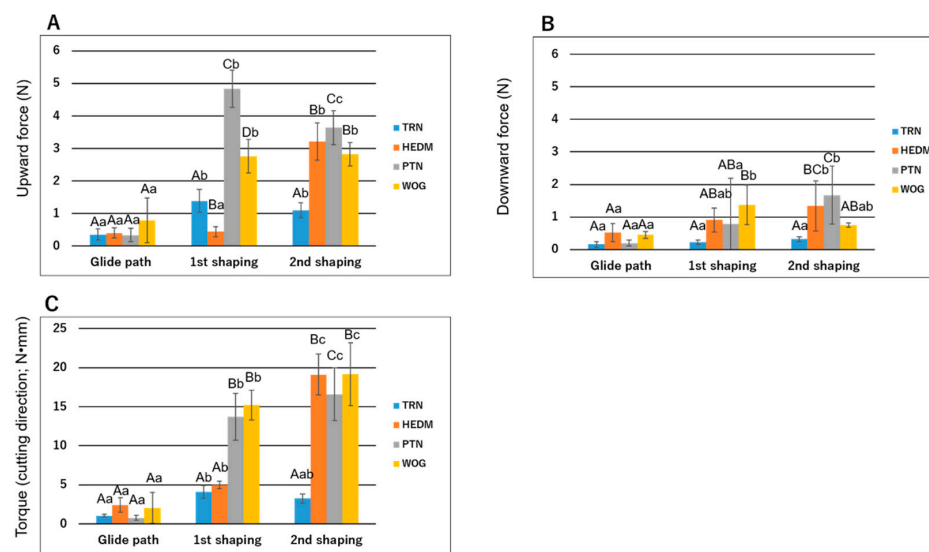 A
6
5
4
3
2
1
0
Upward force (N)
Aa Aa Aa Aa
Ab Ba Cb Db
Ab Bb Cc Bb
Glide path 1st shaping 2nd shaping
TRN
HEDM
PTN
WOG
B
6
5
4
3
2
1
0
Downward force (N)
Aa Aa Aa Aa
Aa ABab ABa Bb
Aa BCb Cb ABab
Glide path 1st shaping 2nd shaping
TRN
HEDM
PTN
WOG
C
25
20
15
10
5
0
Torque (cutting direction; N•mm)
Aa Aa Aa Aa
Ab Ab Bb Bb
Aab Bc Cc Bc
Glide path 1st shaping 2nd shaping
TRN
HEDM
PTN
WOG